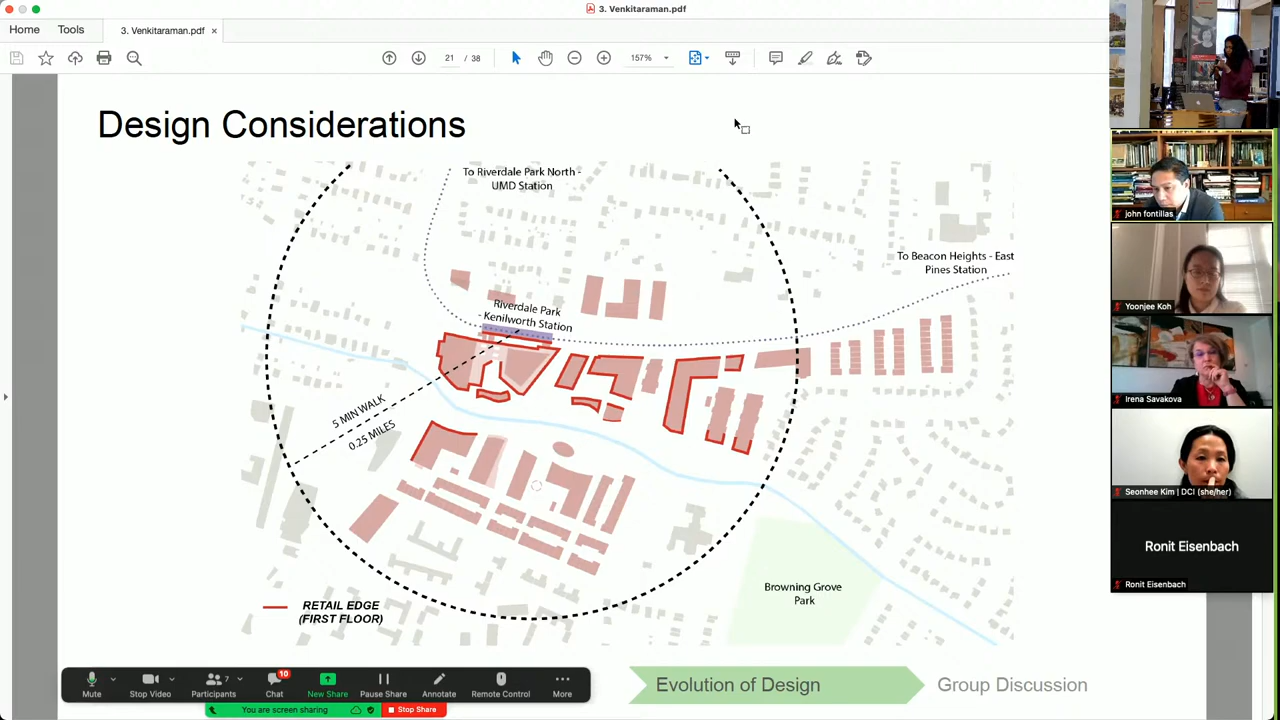 3. Venkitaraman.pdf
Home
Tools
3. Venkitaraman.pdf ×
21 / 38
157%
Design Considerations
To Riverdale Park North -
UMD Station
To Beacon Heights - East
Pines Station
Riverdale Park
- Kenilworth Station
5 MIN WALK
0.25 MILES
Browning Grove
Park
RETAIL EDGE
(FIRST FLOOR)
Evolution of Design
Group Discussion
john fontillas
Yoonjee Koh
Irena Savakova
Seonhee Kim | DCI (she/her)
Ronit Eisenbach
Ronit Eisenbach
7
10
Mute
Stop Video
Participants
Chat
New Share
Pause Share
Annotate
Remote Control
More
You are screen sharing
Stop Share